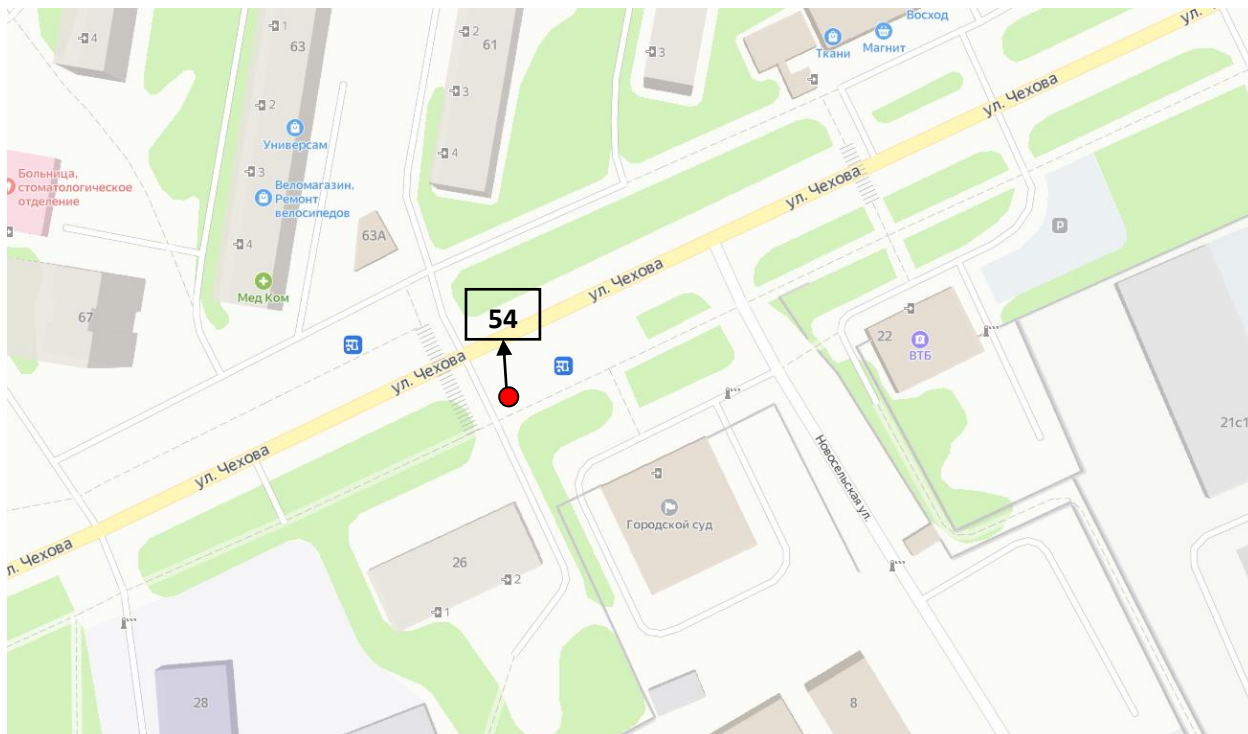 Восход
ул.
4
1
63
2
61
3
Ткани
Магнит
3
2
ул. Чехова
Универсам
4
Больница,
стоматологическое
отделение
3
Веломагазин.
Ремонт
велосипедов
ул. Чехова
63А
4
P
ул. Чехова
Мед Ком
67
54
22
ВТБ
ул. Чехова
21с1
ул. Чехова
Новосельская ул.
Городской суд
л. Чехова
26
2
1
28
8